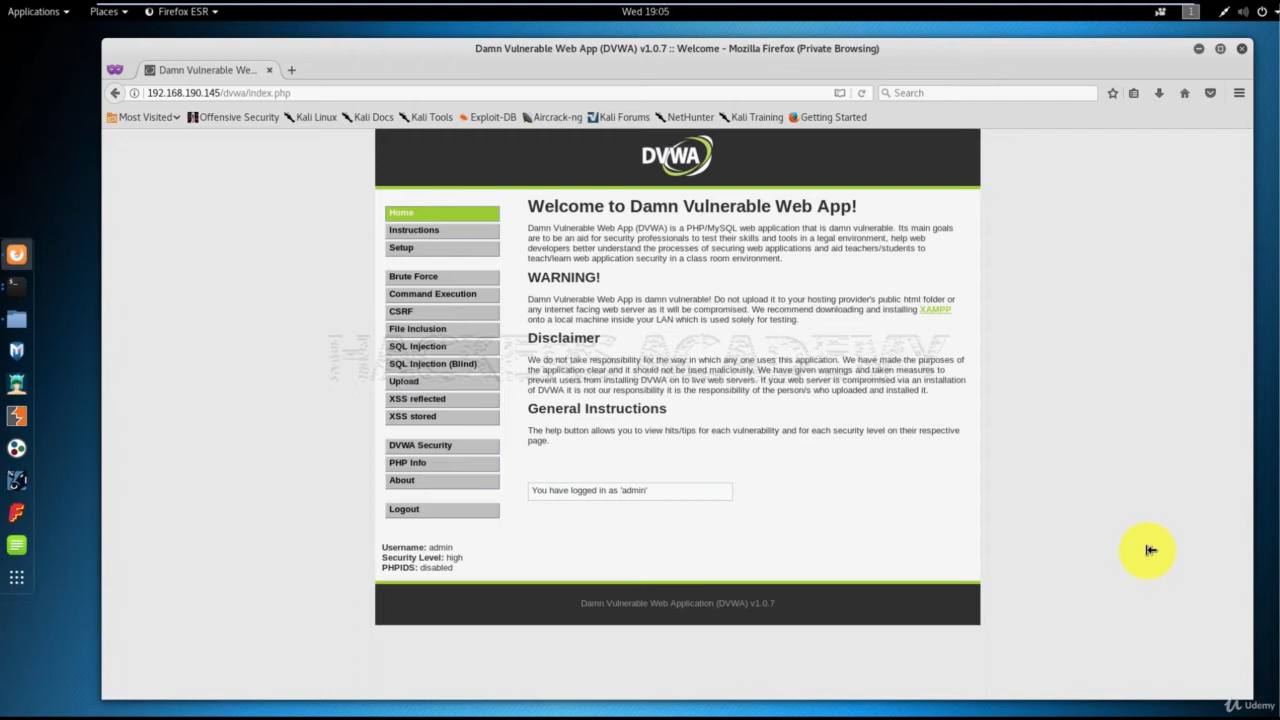 Applications Places Firefox ESR Wed 19:05 1
Damn Vulnerable Web App (DVWA) v1.0.7 :: Welcome - Mozilla Firefox (Private Browsing)
Damn Vulnerable We...
192.168.190.145/dvwa/index.php Search
Most Visited Offensive Security Kali Linux Kali Docs Kali Tools Exploit-DB Aircrack-ng Kali Forums NetHunter Kali Training Getting Started
DVWA
Home
Instructions
Setup
Brute Force
Command Execution
CSRF
File Inclusion
SQL Injection
SQL Injection (Blind)
Upload
XSS reflected
XSS stored
DVWA Security
PHP Info
About
Logout
Username: admin
Security Level: high
PHPIDS: disabled
Welcome to Damn Vulnerable Web App!
Damn Vulnerable Web App (DVWA) is a PHP/MySQL web application that is damn vulnerable. Its main goals
are to be an aid for security professionals to test their skills and tools in a legal environment, help web
developers better understand the processes of securing web applications and aid teachers/students to
teach/learn web application security in a class room environment.
WARNING!
Damn Vulnerable Web App is damn vulnerable! Do not upload it to your hosting provider's public html folder or
any internet facing web server as it will be compromised. We recommend downloading and installing XAMPP
onto a local machine inside your LAN which is used solely for testing.
Disclaimer
We do not take responsibility for the way in which any one uses this application. We have made the purposes of
the application clear and it should not be used maliciously. We have given warnings and taken measures to
prevent users from installing DVWA on to live web servers. If your web server is compromised via an installation
of DVWA it is not our responsibility it is the responsibility of the person/s who uploaded and installed it.
General Instructions
The help button allows you to view hits/tips for each vulnerability and for each security level on their respective
page.
You have logged in as 'admin'
Damn Vulnerable Web Application (DVWA) v1.0.7
HACKERS ACADEMY
Udemy